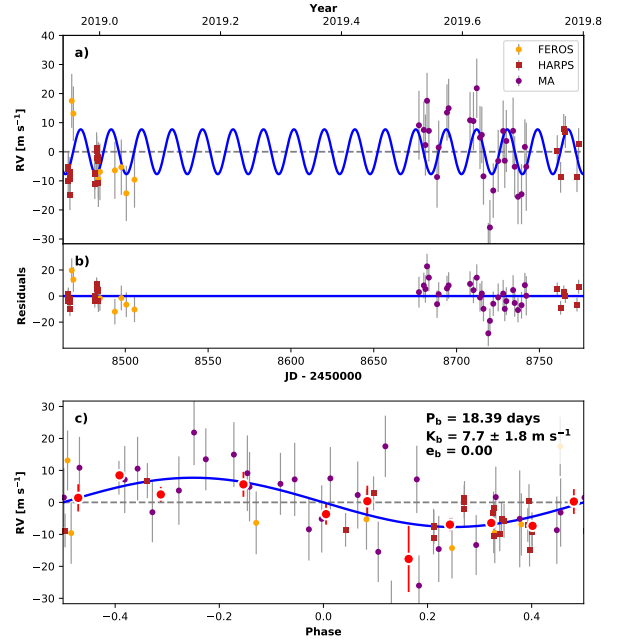 Year
2019.0 2019.2 2019.4 2019.6 2019.8
a)
FEROS
HARPS
MA
40
30
20
10
0
−10
−20
−30
RV [m s⁻¹]
b)
20
0
−20
Residuals
8500 8550 8600 8650 8700 8750
JD - 2450000
c)
P_b = 18.39 days
K_b = 7.7 ± 1.8 m s⁻¹
e_b = 0.00
30
20
10
0
−10
−20
−30
RV [m s⁻¹]
−0.4 −0.2 0.0 0.2 0.4
Phase